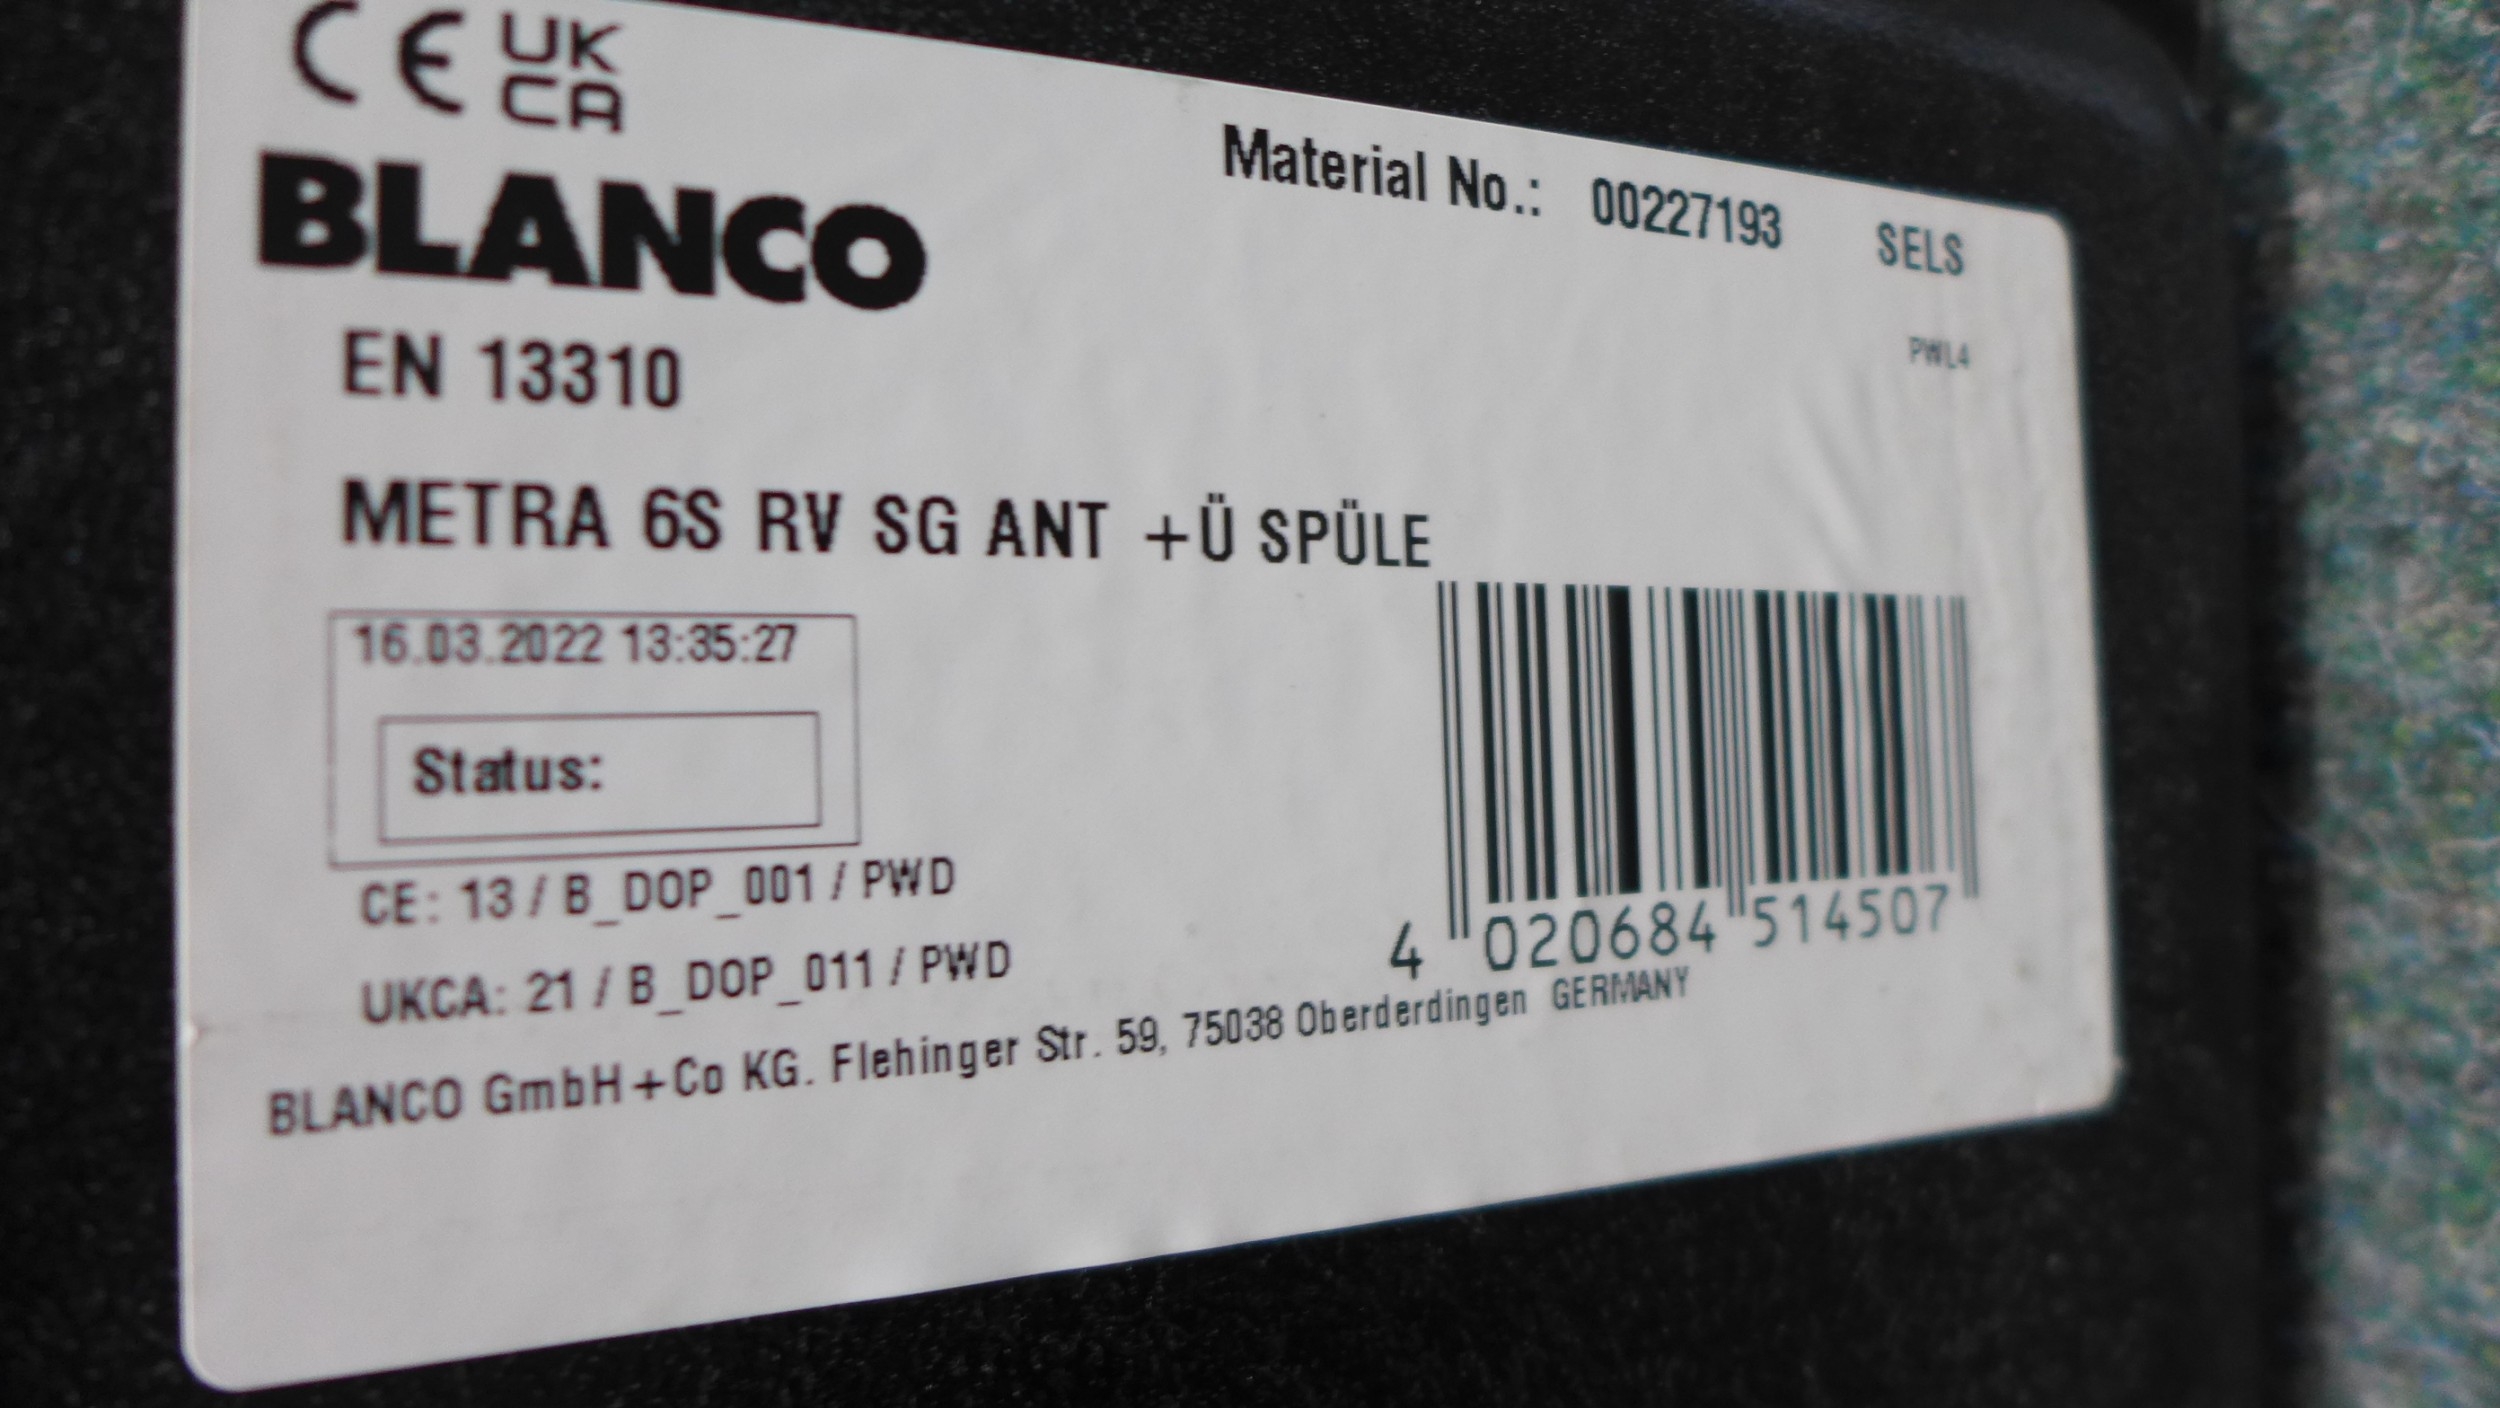 CE UK CA
BLANCO
Material No.: 00227193 SELS
PWL4
EN 13310
METRA 6S RV SG ANT +Ü SPÜLE
16.03.2022 13:35:27
Status:
4 020684 514507
CE: 13 / B_DOP_001 / PWD
UKCA: 21 / B_DOP_011 / PWD
BLANCO GmbH+Co KG. Flehinger Str. 59, 75038 Oberderdingen GERMANY